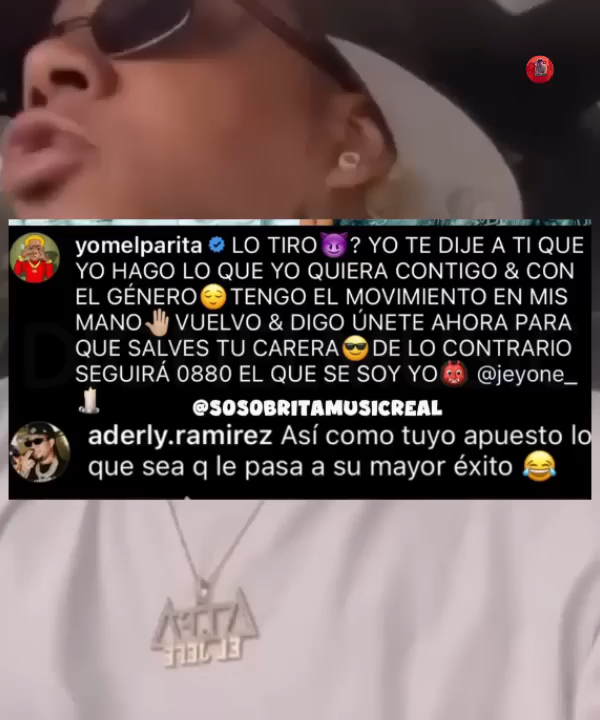 yomelparita LO TIRO😈? YO TE DIJE A TI QUE
YO HAGO LO QUE YO QUIERA CONTIGO & CON
EL GÉNERO😌TENGO EL MOVIMIENTO EN MIS
MANO🤚🏼VUELVO & DIGO ÚNETE AHORA PARA
QUE SALVES TU CARERA😎DE LO CONTRARIO
SEGUIRÁ 0880 EL QUE SE SOY YO👹 @jeyone_
🕯️
@SOSOBRITAMUSICREAL
aderly.ramirez Así como tuyo apuesto lo
que sea q le pasa a su mayor éxito 😂
EL JEFE